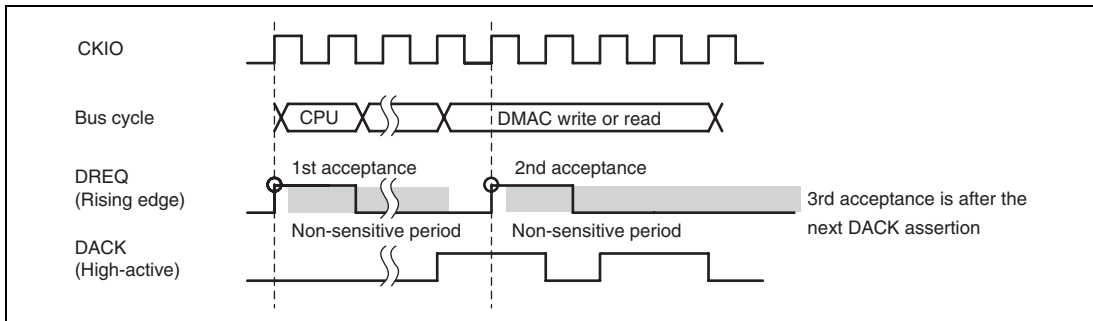 CKIO
Bus cycle
CPU
DMAC write or read
DREQ
(Rising edge)
1st acceptance
2nd acceptance
3rd acceptance is after the
next DACK assertion
Non-sensitive period
Non-sensitive period
DACK
(High-active)